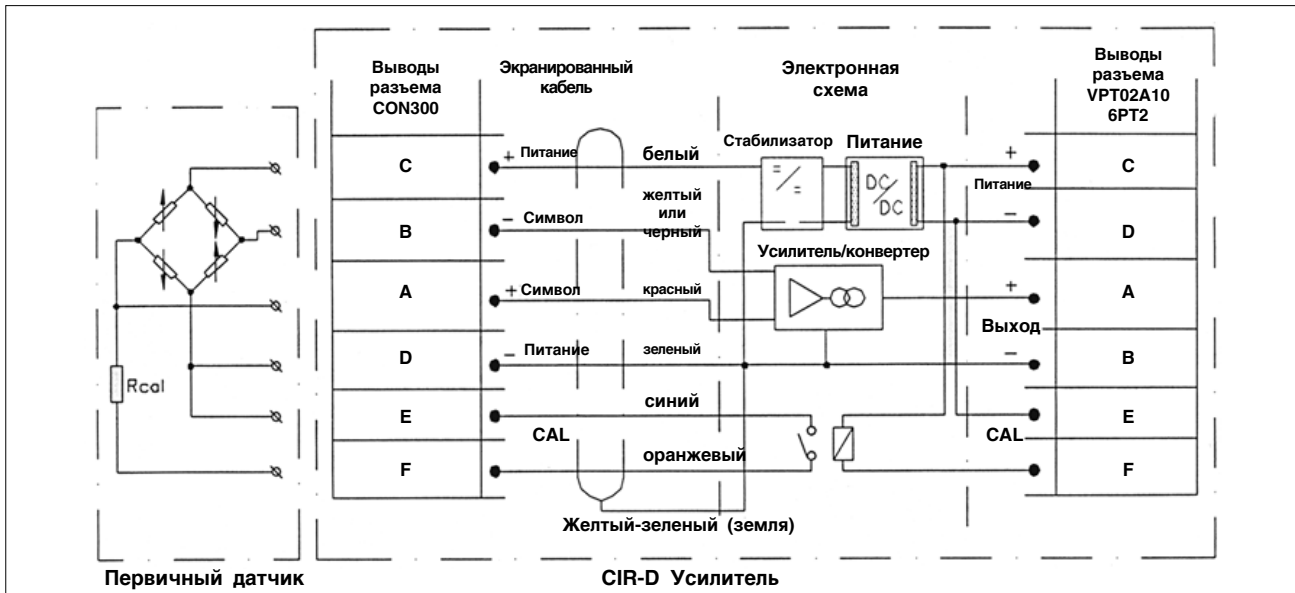 Выводы
разъема
CON300
Экранированный
кабель
Электронная
схема
Выводы
разъема
VPT02A10
6PT2
C
+ Питание
белый
Стабилизатор
Питание
=
/
=
DC
/
DC
+
Питание
−
C
B
− Символ
желтый
или
черный
D
Усилитель/конвертер
A
+ Символ
красный
+
Выход
−
A
D
− Питание
зеленый
B
Rcal
E
синий
E
CAL
CAL
F
оранжевый
F
Желтый-зеленый (земля)
Первичный датчик
CIR-D Усилитель